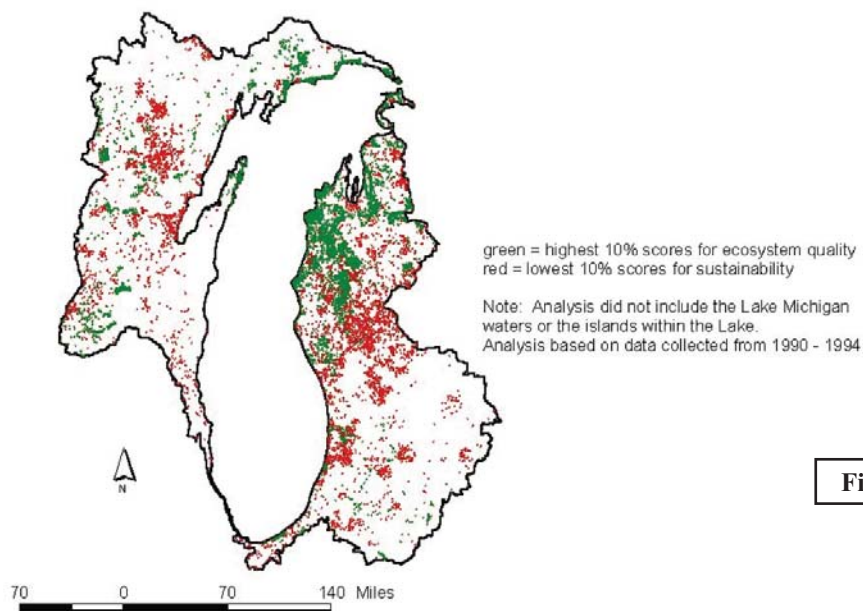 green = highest 10% scores for ecosystem quality
red = lowest 10% scores for sustainability
Note: Analysis did not include the Lake Michigan
waters or the islands within the Lake.
Analysis based on data collected from 1990 - 1994
N
Fi
70 0 70 140 Miles